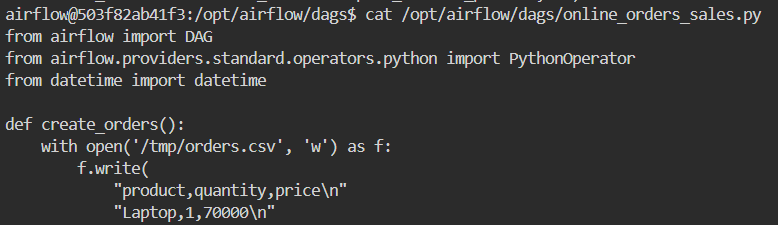 airflow@503f82ab41f3:/opt/airflow/dags$ cat /opt/airflow/dags/online_orders_sales.py
from airflow import DAG
from airflow.providers.standard.operators.python import PythonOperator
from datetime import datetime

def create_orders():
    with open('/tmp/orders.csv', 'w') as f:
        f.write(
            "product,quantity,price\n"
            "Laptop,1,70000\n"